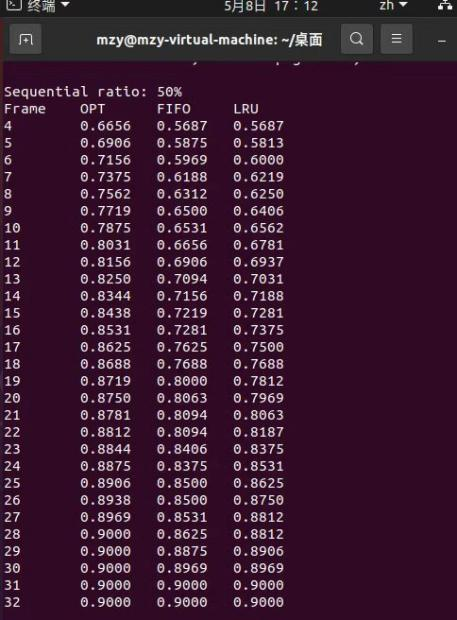 终端
5月8日 17：12
zh
mzy@mzy-virtual-machine: ~/桌面
Sequential ratio: 50%
Frame OPT FIFO LRU
4 0.6656 0.5687 0.5687
5 0.6906 0.5875 0.5813
6 0.7156 0.5969 0.6000
7 0.7375 0.6188 0.6219
8 0.7562 0.6312 0.6250
9 0.7719 0.6500 0.6406
10 0.7875 0.6531 0.6562
11 0.8031 0.6656 0.6781
12 0.8156 0.6906 0.6937
13 0.8250 0.7094 0.7031
14 0.8344 0.7156 0.7188
15 0.8438 0.7219 0.7281
16 0.8531 0.7281 0.7375
17 0.8625 0.7625 0.7500
18 0.8688 0.7688 0.7688
19 0.8719 0.8000 0.7812
20 0.8750 0.8063 0.7969
21 0.8781 0.8094 0.8063
22 0.8812 0.8094 0.8187
23 0.8844 0.8406 0.8375
24 0.8875 0.8375 0.8531
25 0.8906 0.8500 0.8625
26 0.8938 0.8500 0.8750
27 0.8969 0.8531 0.8812
28 0.9000 0.8625 0.8812
29 0.9000 0.8875 0.8906
30 0.9000 0.8969 0.8969
31 0.9000 0.9000 0.9000
32 0.9000 0.9000 0.9000